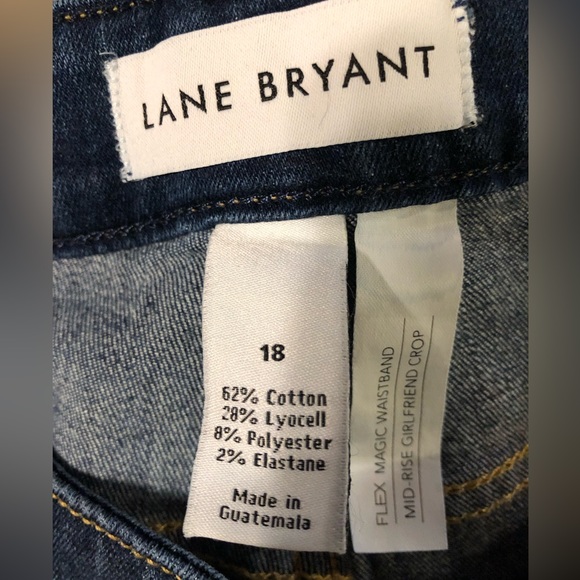 LANE BRYANT
18
62% Cotton
28% Lyocell
8% Polyester
2% Elastane
Made in
Guatemala
FLEX MAGIC WAISTBAND
MID-RISE GIRLFRIEND CROP